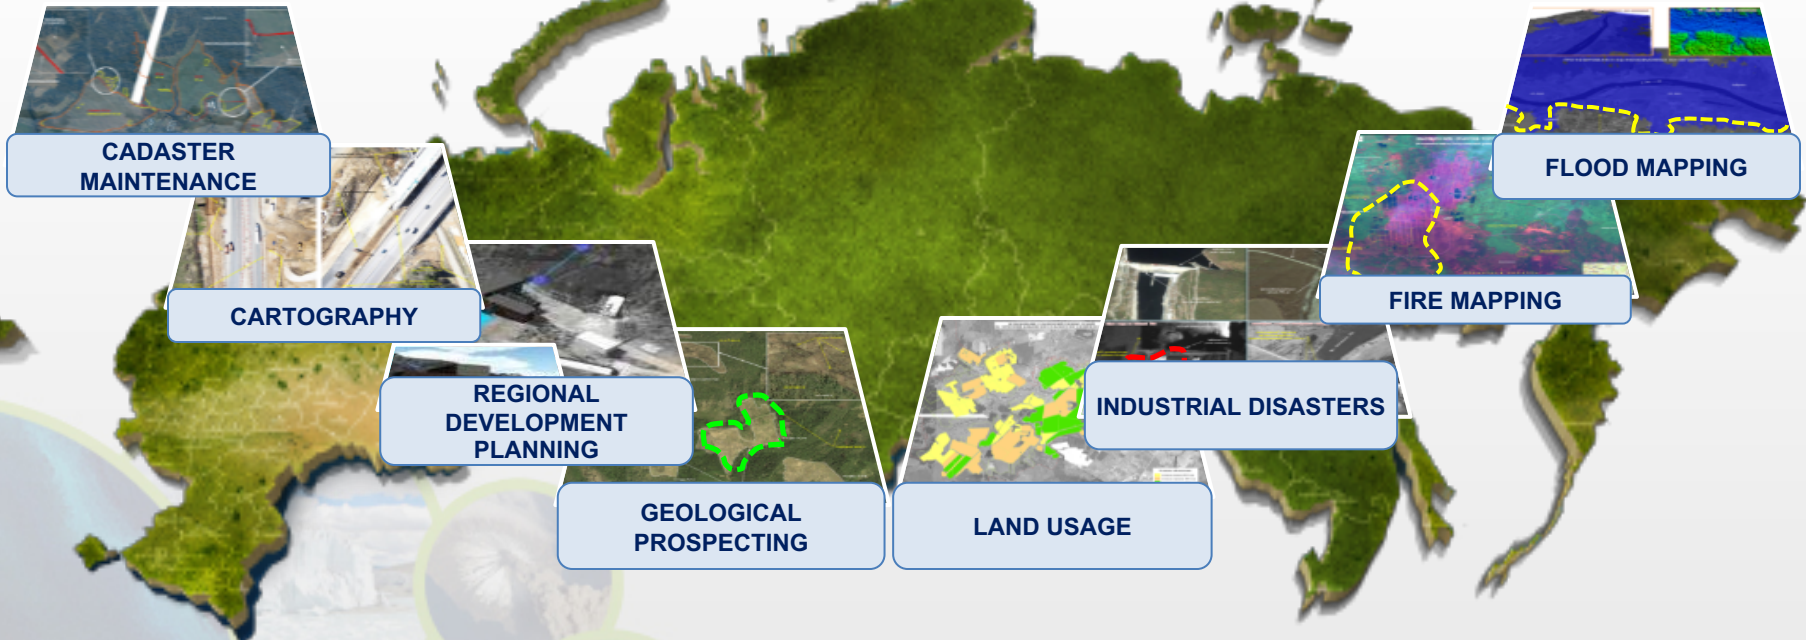 CADASTER
MAINTENANCE
CARTOGRAPHY
REGIONAL
DEVELOPMENT
PLANNING
GEOLOGICAL
PROSPECTING
LAND USAGE
INDUSTRIAL DISASTERS
FIRE MAPPING
FLOOD MAPPING